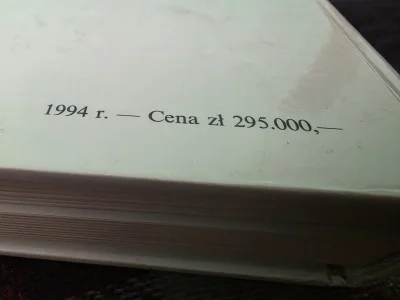 1994 r. — Cena zł 295.000,—